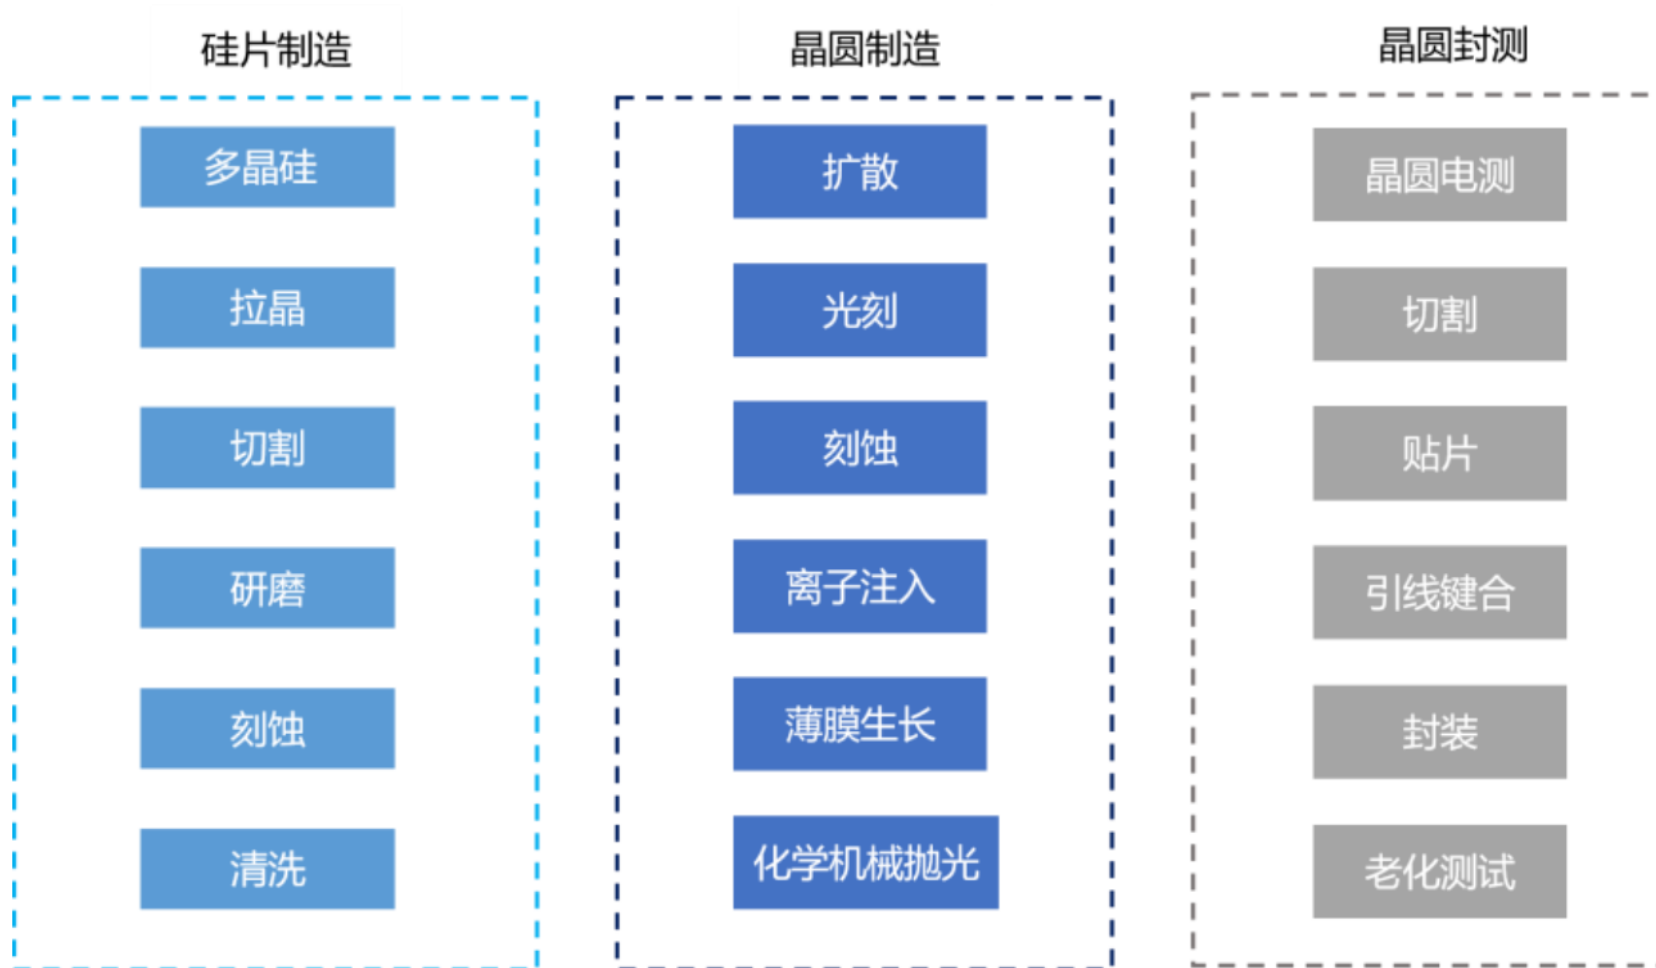 硅片制造
多晶硅
拉晶
切割
研磨
刻蚀
清洗
晶圆制造
扩散
光刻
刻蚀
离子注入
薄膜生长
化学机械抛光
晶圆封测
晶圆电测
切割
贴片
引线键合
封装
老化测试